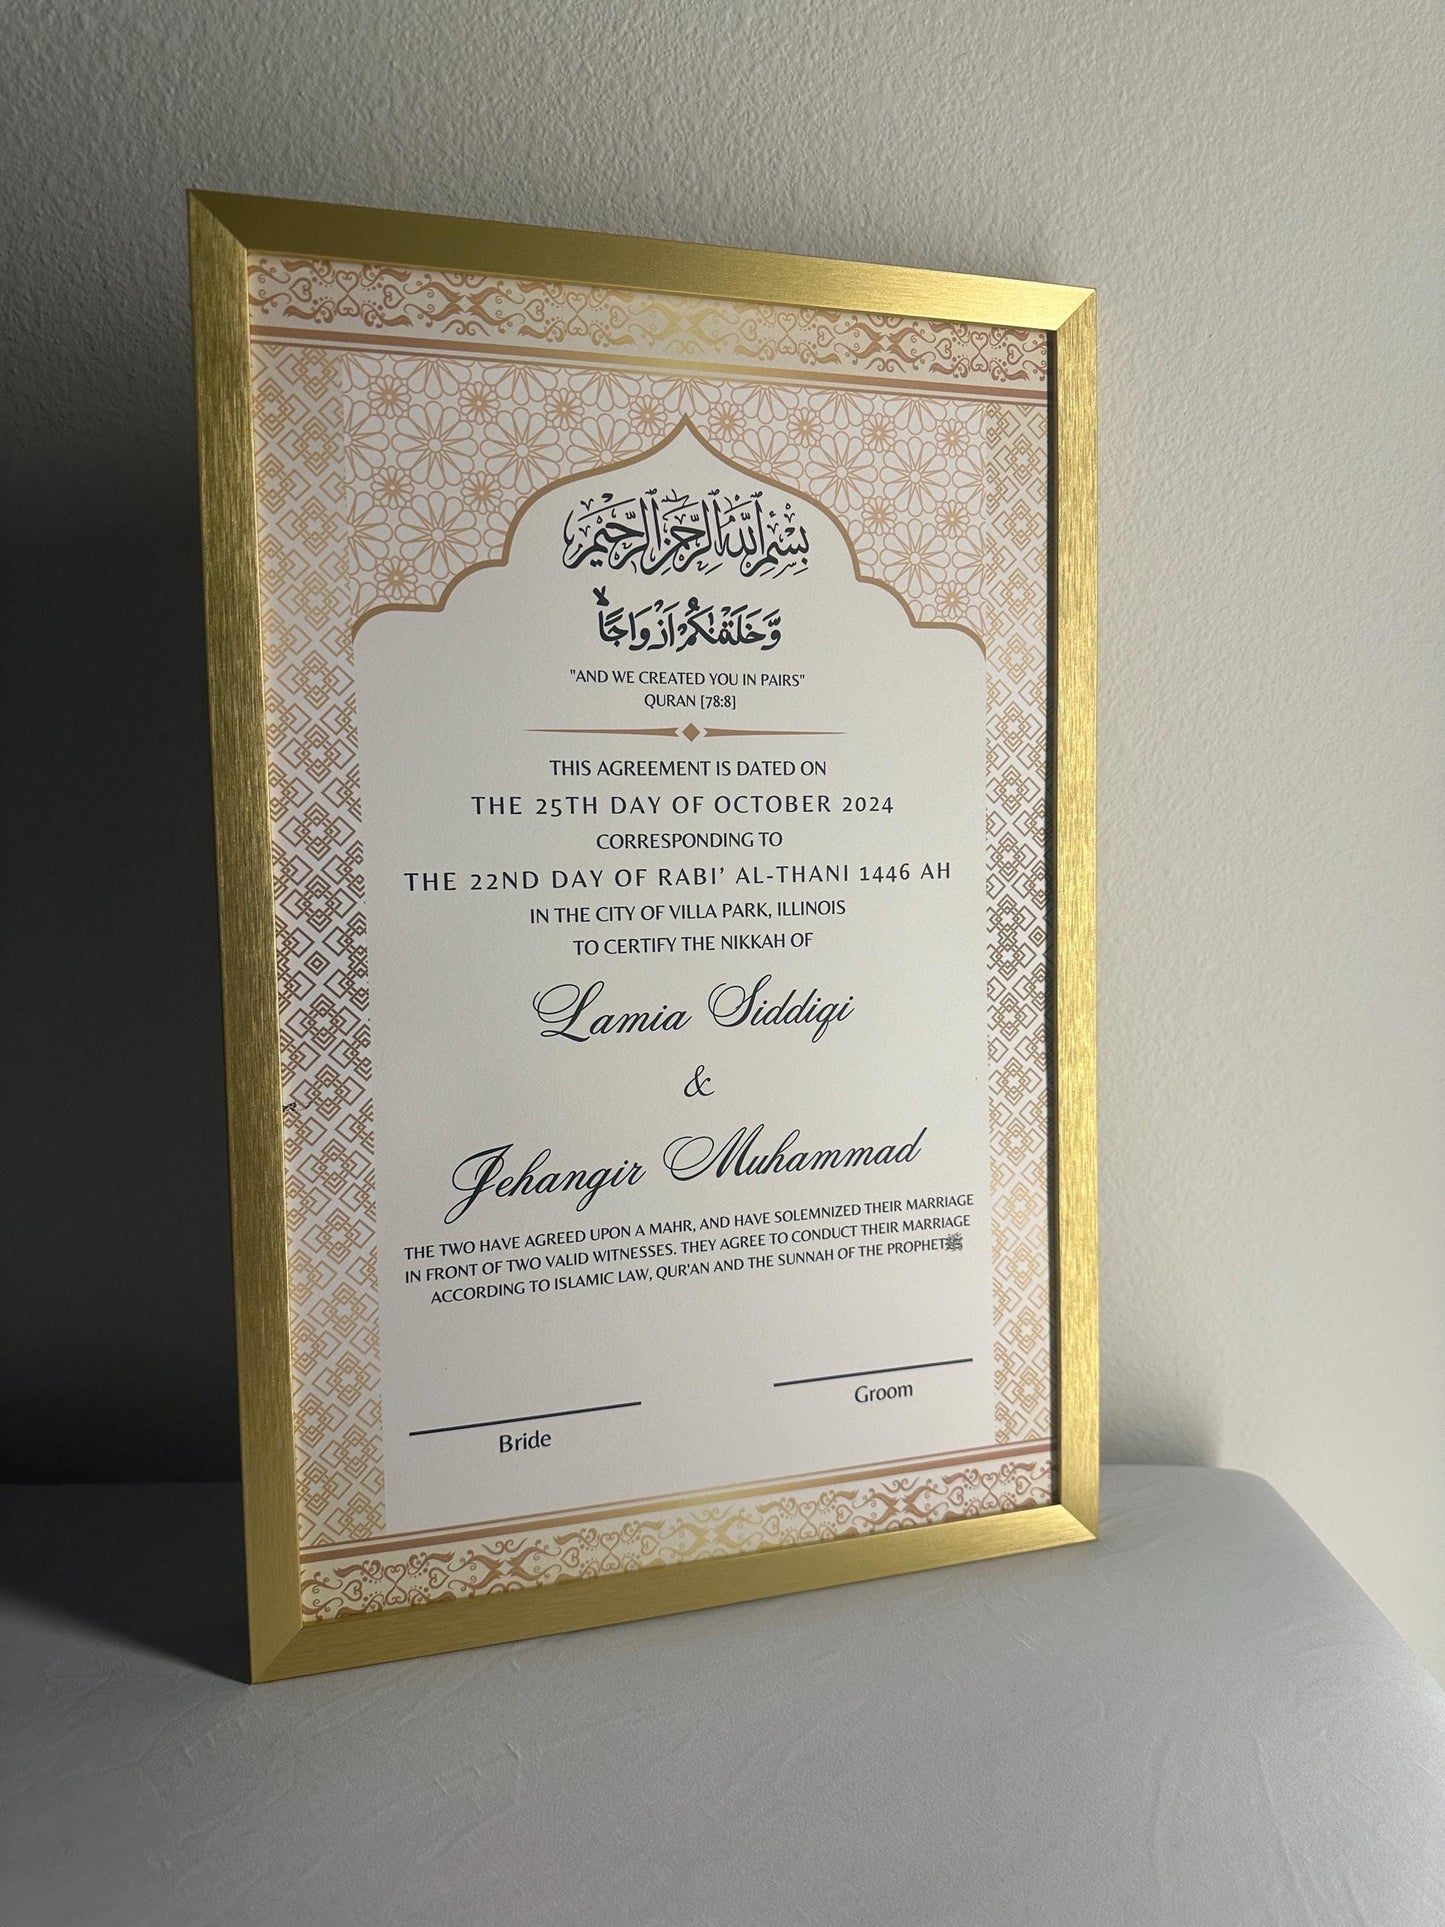 بِسْمِ اللَّهِ الرَّحْمَٰنِ الرَّحِيمِ
وَّخَلَقْنٰكُمْ اَزْوَاجًاۙ
"AND WE CREATED YOU IN PAIRS"
QURAN [78:8]
THIS AGREEMENT IS DATED ON
THE 25TH DAY OF OCTOBER 2024
CORRESPONDING TO
THE 22ND DAY OF RABI' AL-THANI 1446 AH
IN THE CITY OF VILLA PARK, ILLINOIS
TO CERTIFY THE NIKKAH OF
Lamia Siddiqi
&
Jehangir Muhammad
THE TWO HAVE AGREED UPON A MAHR, AND HAVE SOLEMNIZED THEIR MARRIAGE
IN FRONT OF TWO VALID WITNESSES. THEY AGREE TO CONDUCT THEIR MARRIAGE
ACCORDING TO ISLAMIC LAW, QUR'AN AND THE SUNNAH OF THE PROPHETﷺ
Bride
Groom